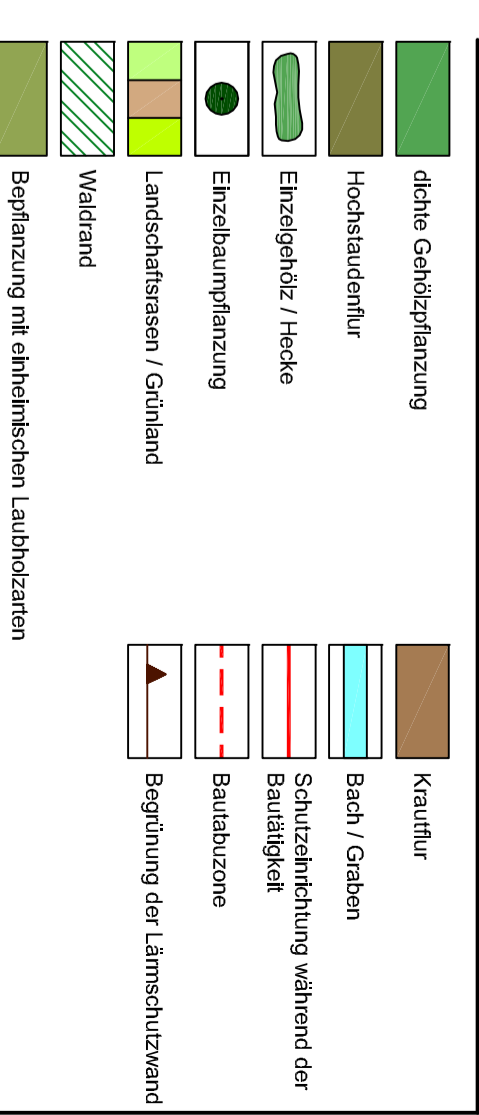 dichte Gehölzpflanzung
Hochstaudenflur
Einzelgehölz / Hecke
Einzelbaumpflanzung
Landschaftsrasen / Grünland
Waldrand
Bepflanzung mit einheimischen Laubholzarten
Krautflur
Bach / Graben
Schutzeinrichtung während der
Bautätigkeit
Bautabuzone
Begrünung der Lärmschutzwand